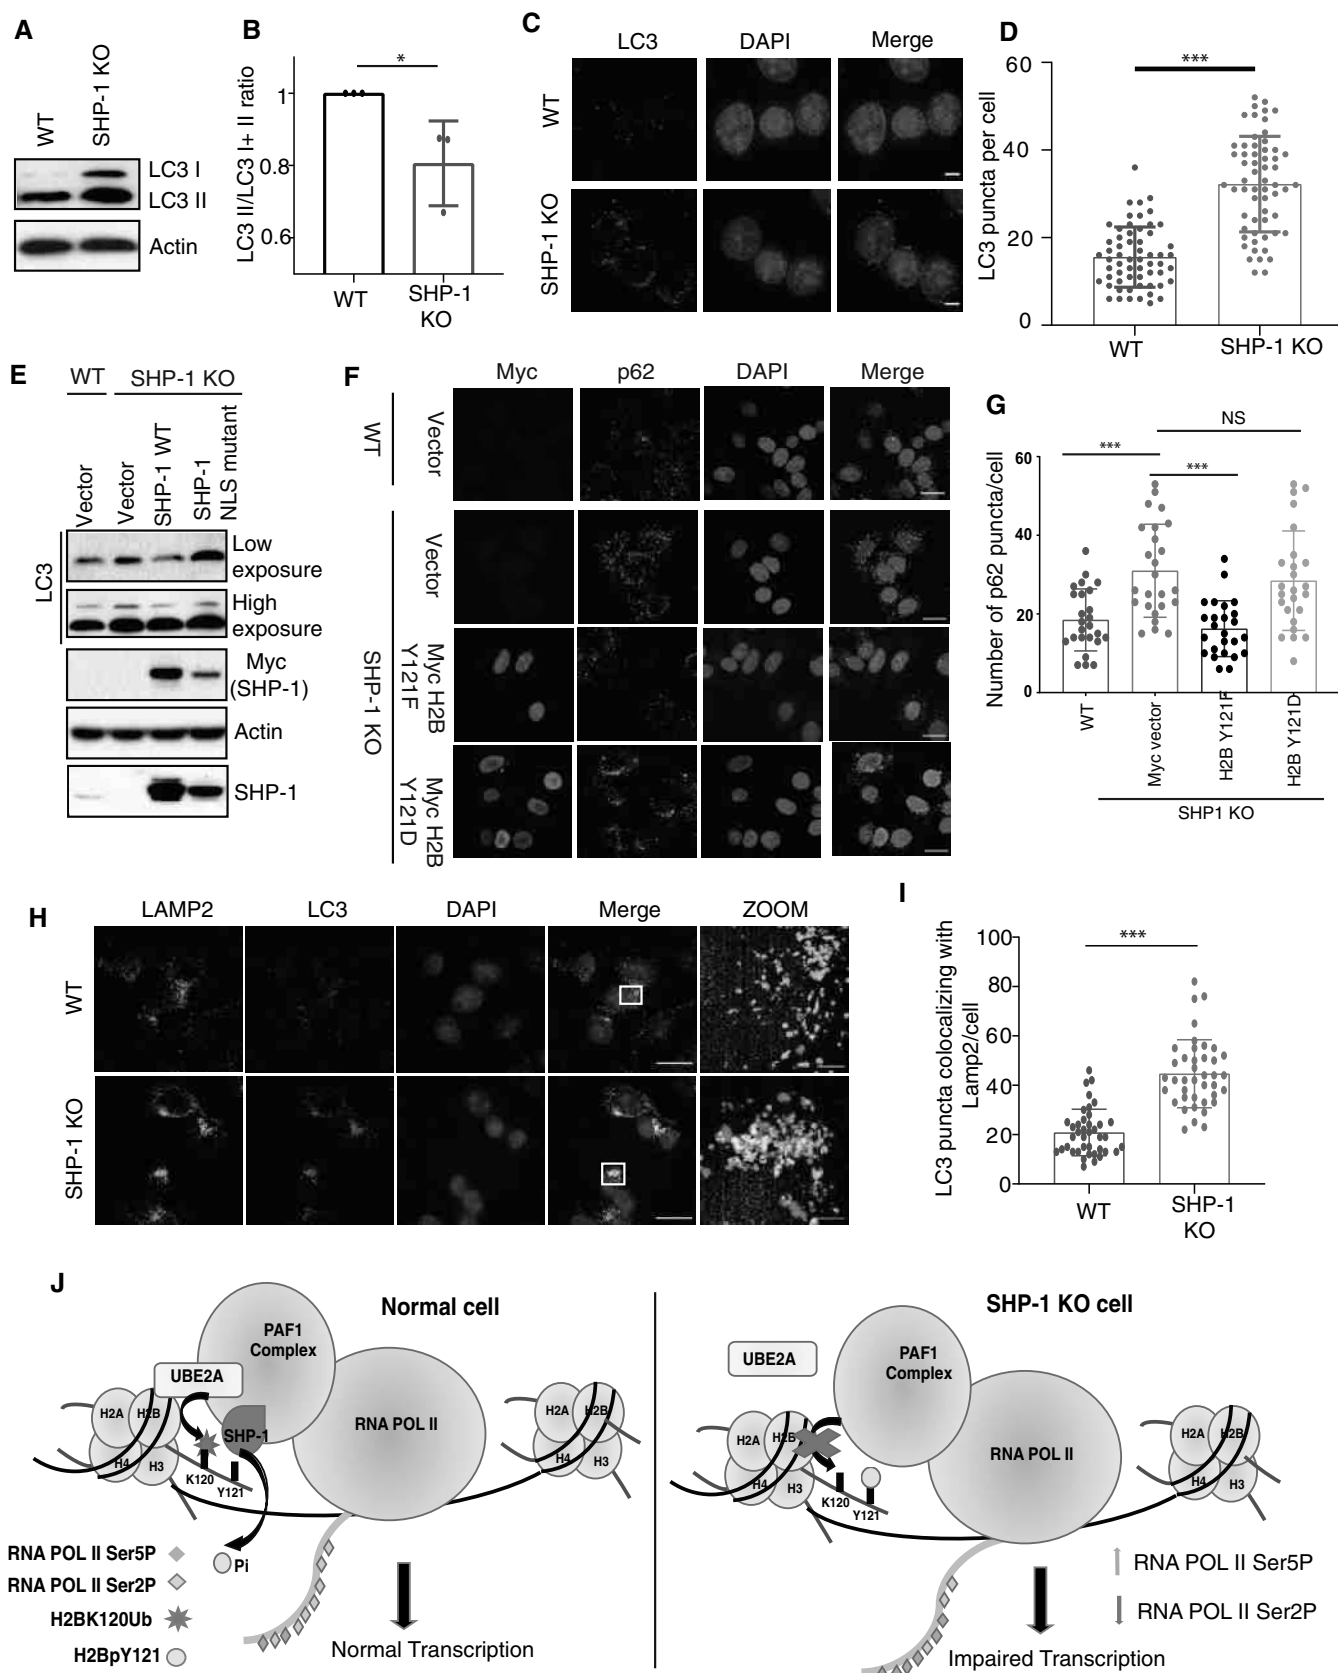 A
WT
SHP-1 KO
LC3 I
LC3 II
Actin
B
*
LC3 II/LC3 I+ II ratio
1
0.8
0.6
WT
SHP-1
KO
C
LC3
DAPI
Merge
WT
SHP-1 KO
D
***
LC3 puncta per cell
60
40
20
0
WT
SHP-1 KO
E
WT
SHP-1 KO
Vector
Vector
SHP-1 WT
SHP-1
NLS mutant
LC3
Low
exposure
High
exposure
Myc
(SHP-1)
Actin
SHP-1
F
Myc
p62
DAPI
Merge
WT
Vector
SHP-1 KO
Vector
Myc H2B
Y121F
Myc H2B
Y121D
G
NS
***
***
Number of p62 puncta/cell
60
40
20
0
WT
Myc vector
H2B Y121F
H2B Y121D
SHP1 KO
H
LAMP2
LC3
DAPI
Merge
ZOOM
WT
SHP-1 KO
I
***
LC3 puncta colocalizing with
Lamp2/cell
100
80
60
40
20
0
WT
SHP-1
KO
J
Normal cell
PAF1
Complex
UBE2A
RNA POL II
SHP-1
H2A
H2B
H4
H3
K120
Y121
H2A
H2B
H4
H3
Pi
RNA POL II Ser5P
RNA POL II Ser2P
H2BK120Ub
H2BpY121
Normal Transcription
SHP-1 KO cell
UBE2A
PAF1
Complex
RNA POL II
H2A
H2B
H4
H3
K120
Y121
H2A
H2B
H4
H3
RNA POL II Ser5P
RNA POL II Ser2P
Impaired Transcription